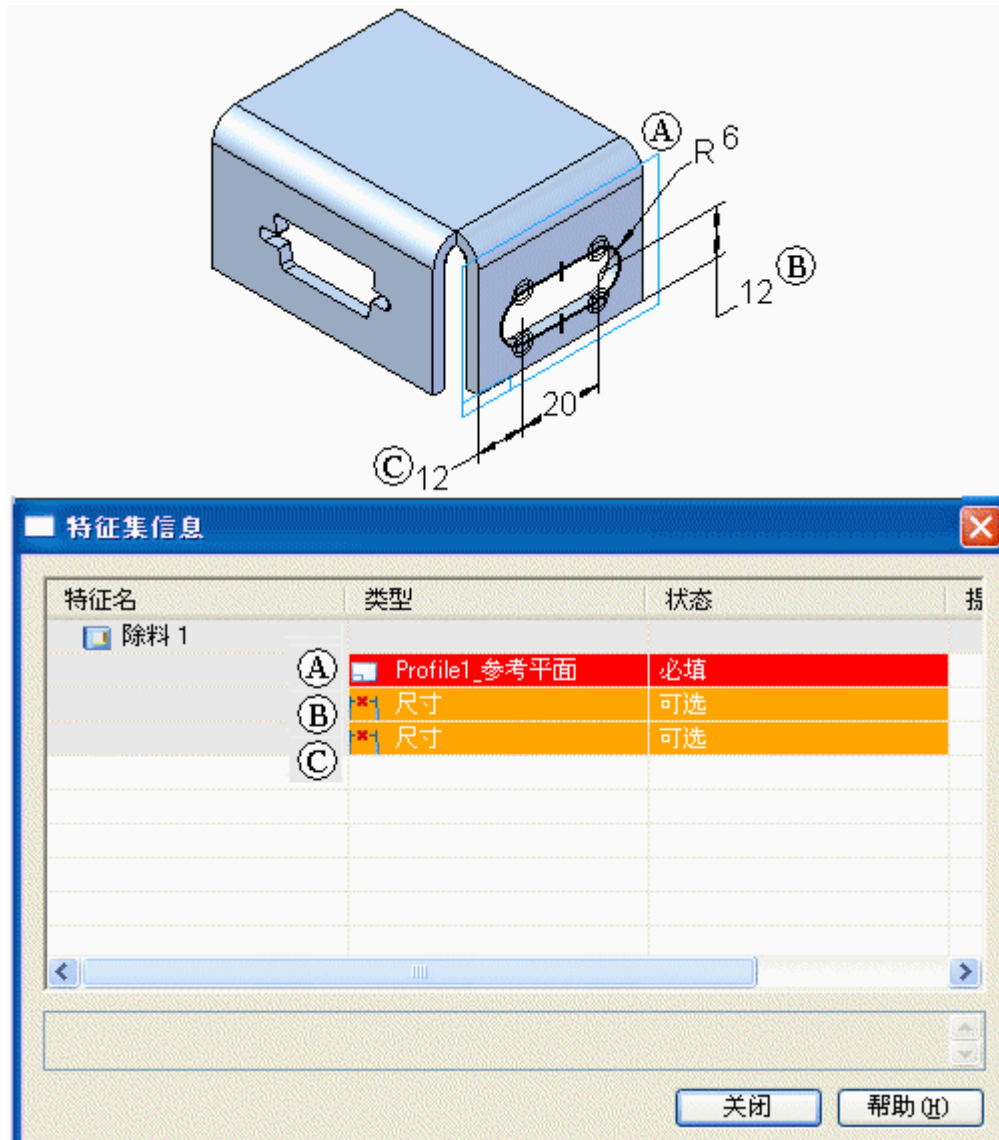 Ⓐ R 6
12 Ⓑ
20
Ⓒ 12
特征集信息
特征名 类型 状态
除料 1
Ⓐ Profile1_参考平面 必填
Ⓑ 尺寸 可选
Ⓒ 尺寸 可选
关闭 帮助(H)